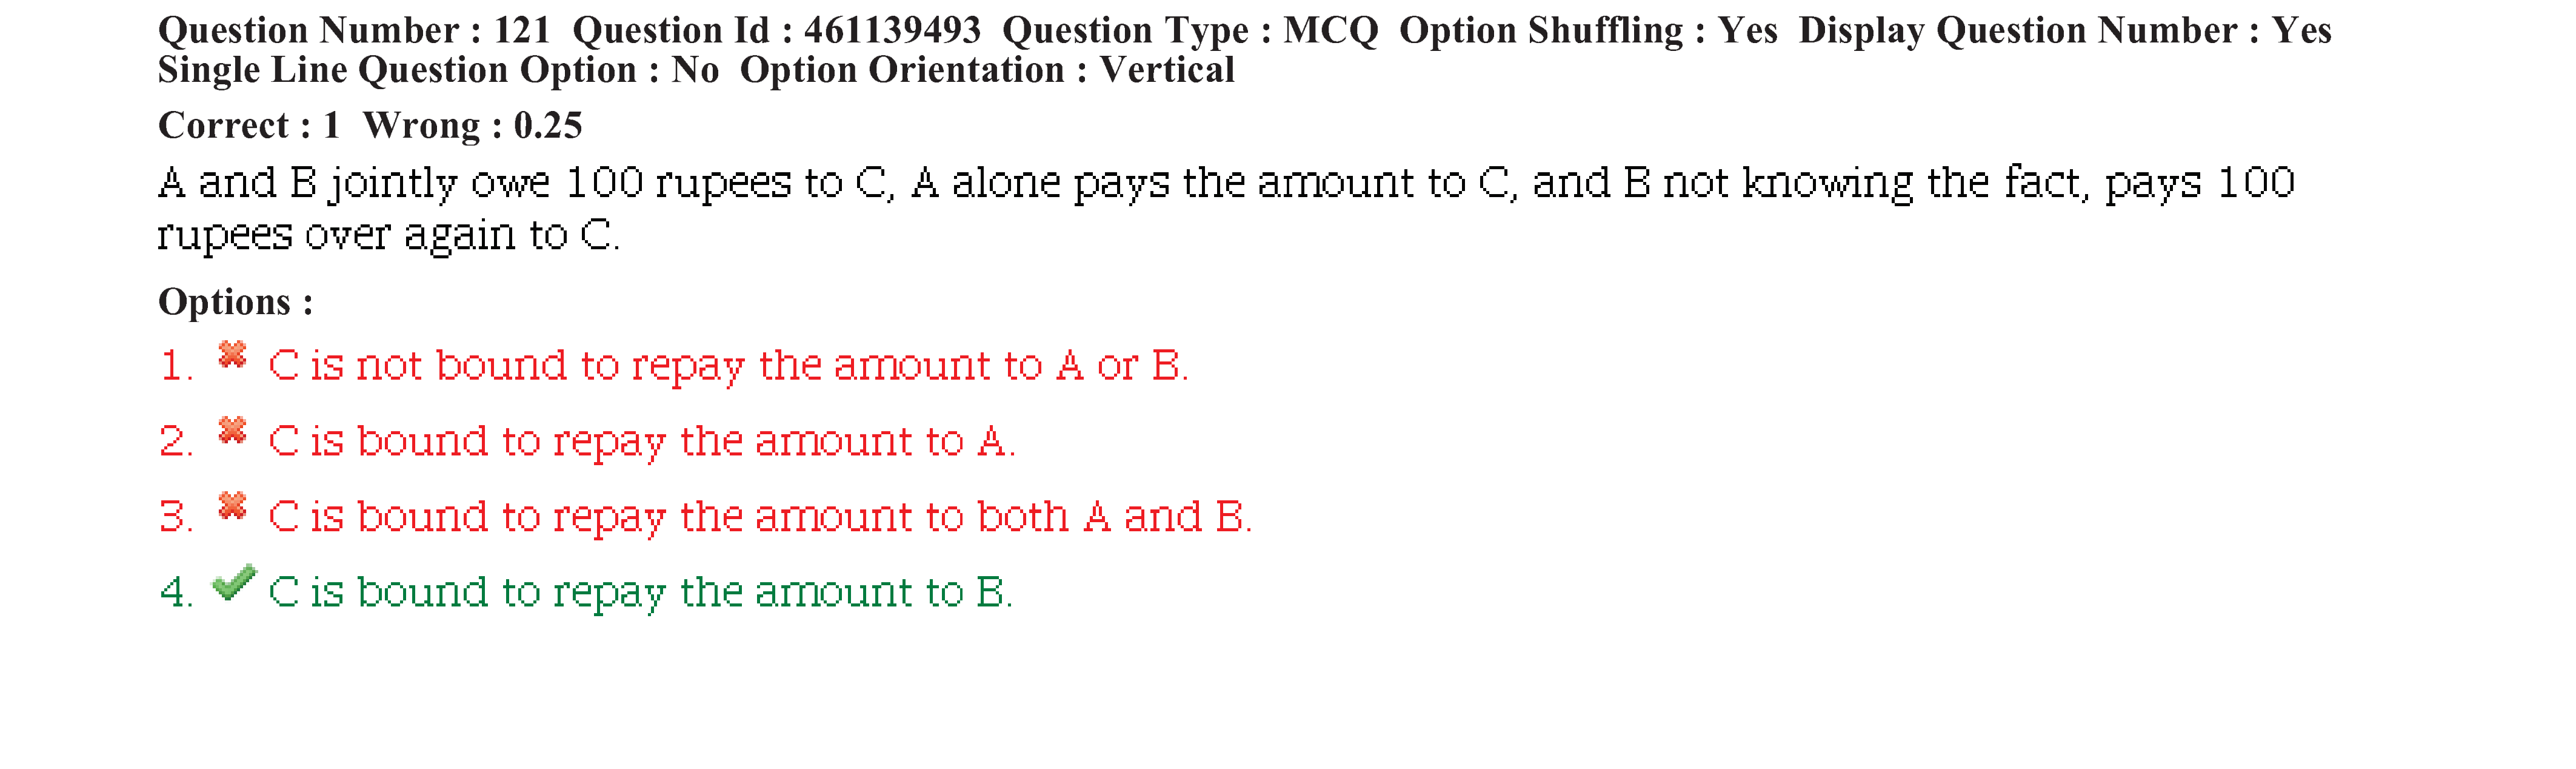 Question Number : 121 Question Id : 461139493 Question Type : MCQ Option Shuffling : Yes Display Question Number : Yes
Single Line Question Option : No Option Orientation : Vertical
Correct : 1 Wrong : 0.25
A and B jointly owe 100 rupees to C, A alone pays the amount to C, and B not knowing the fact, pays 100
rupees over again to C.
Options :
1. C is not bound to repay the amount to A or B.
2. C is bound to repay the amount to A.
3. C is bound to repay the amount to both A and B.
4. C is bound to repay the amount to B.